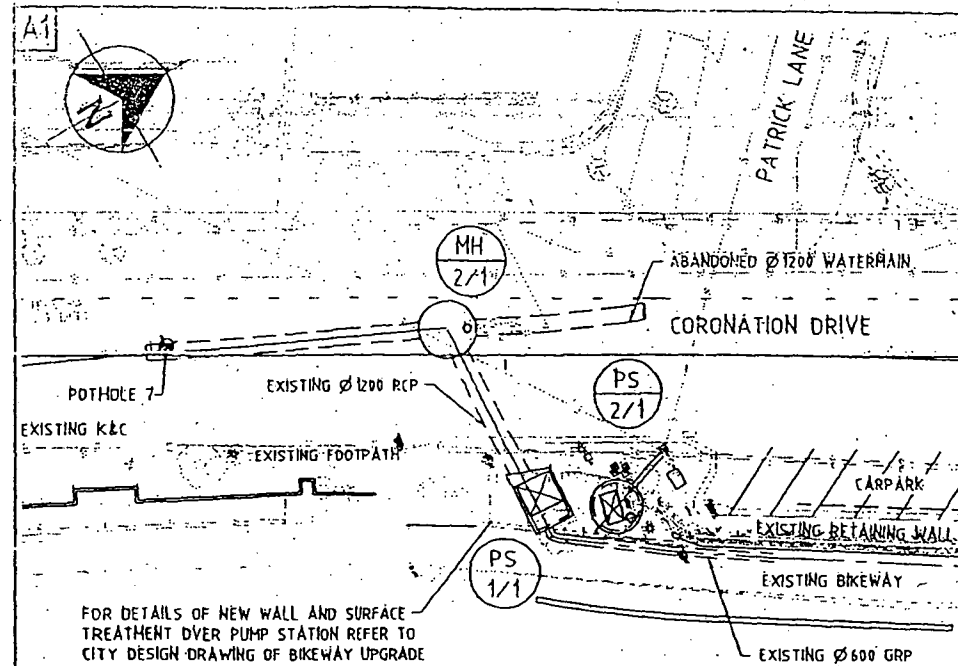 A1
N
PATRICK LANE
MH
2/1
ABANDONED Ø1200 WATERMAIN
CORONATION DRIVE
POTHOLE 7
EXISTING Ø1200 RCP
PS
2/1
EXISTING K&C
EXISTING FOOTPATH
CARPARK
EXISTING RETAINING WALL
PS
1/1
EXISTING BIKEWAY
FOR DETAILS OF NEW WALL AND SURFACE
TREATMENT OVER PUMP STATION REFER TO
CITY DESIGN DRAWING OF BIKEWAY UPGRADE
EXISTING Ø600 GRP